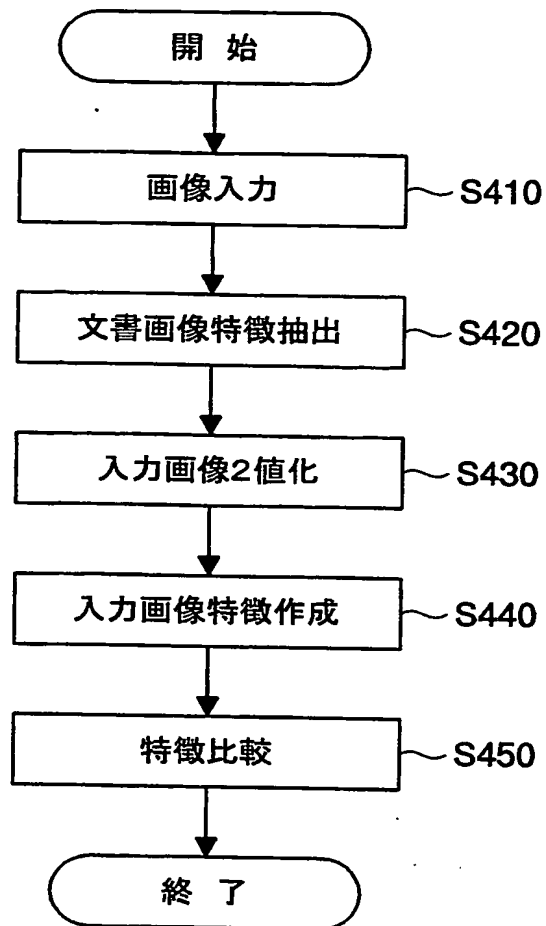 開始
画像入力 S410
文書画像特徴抽出 S420
入力画像2値化 S430
入力画像特徴作成 S440
特徴比較 S450
終了